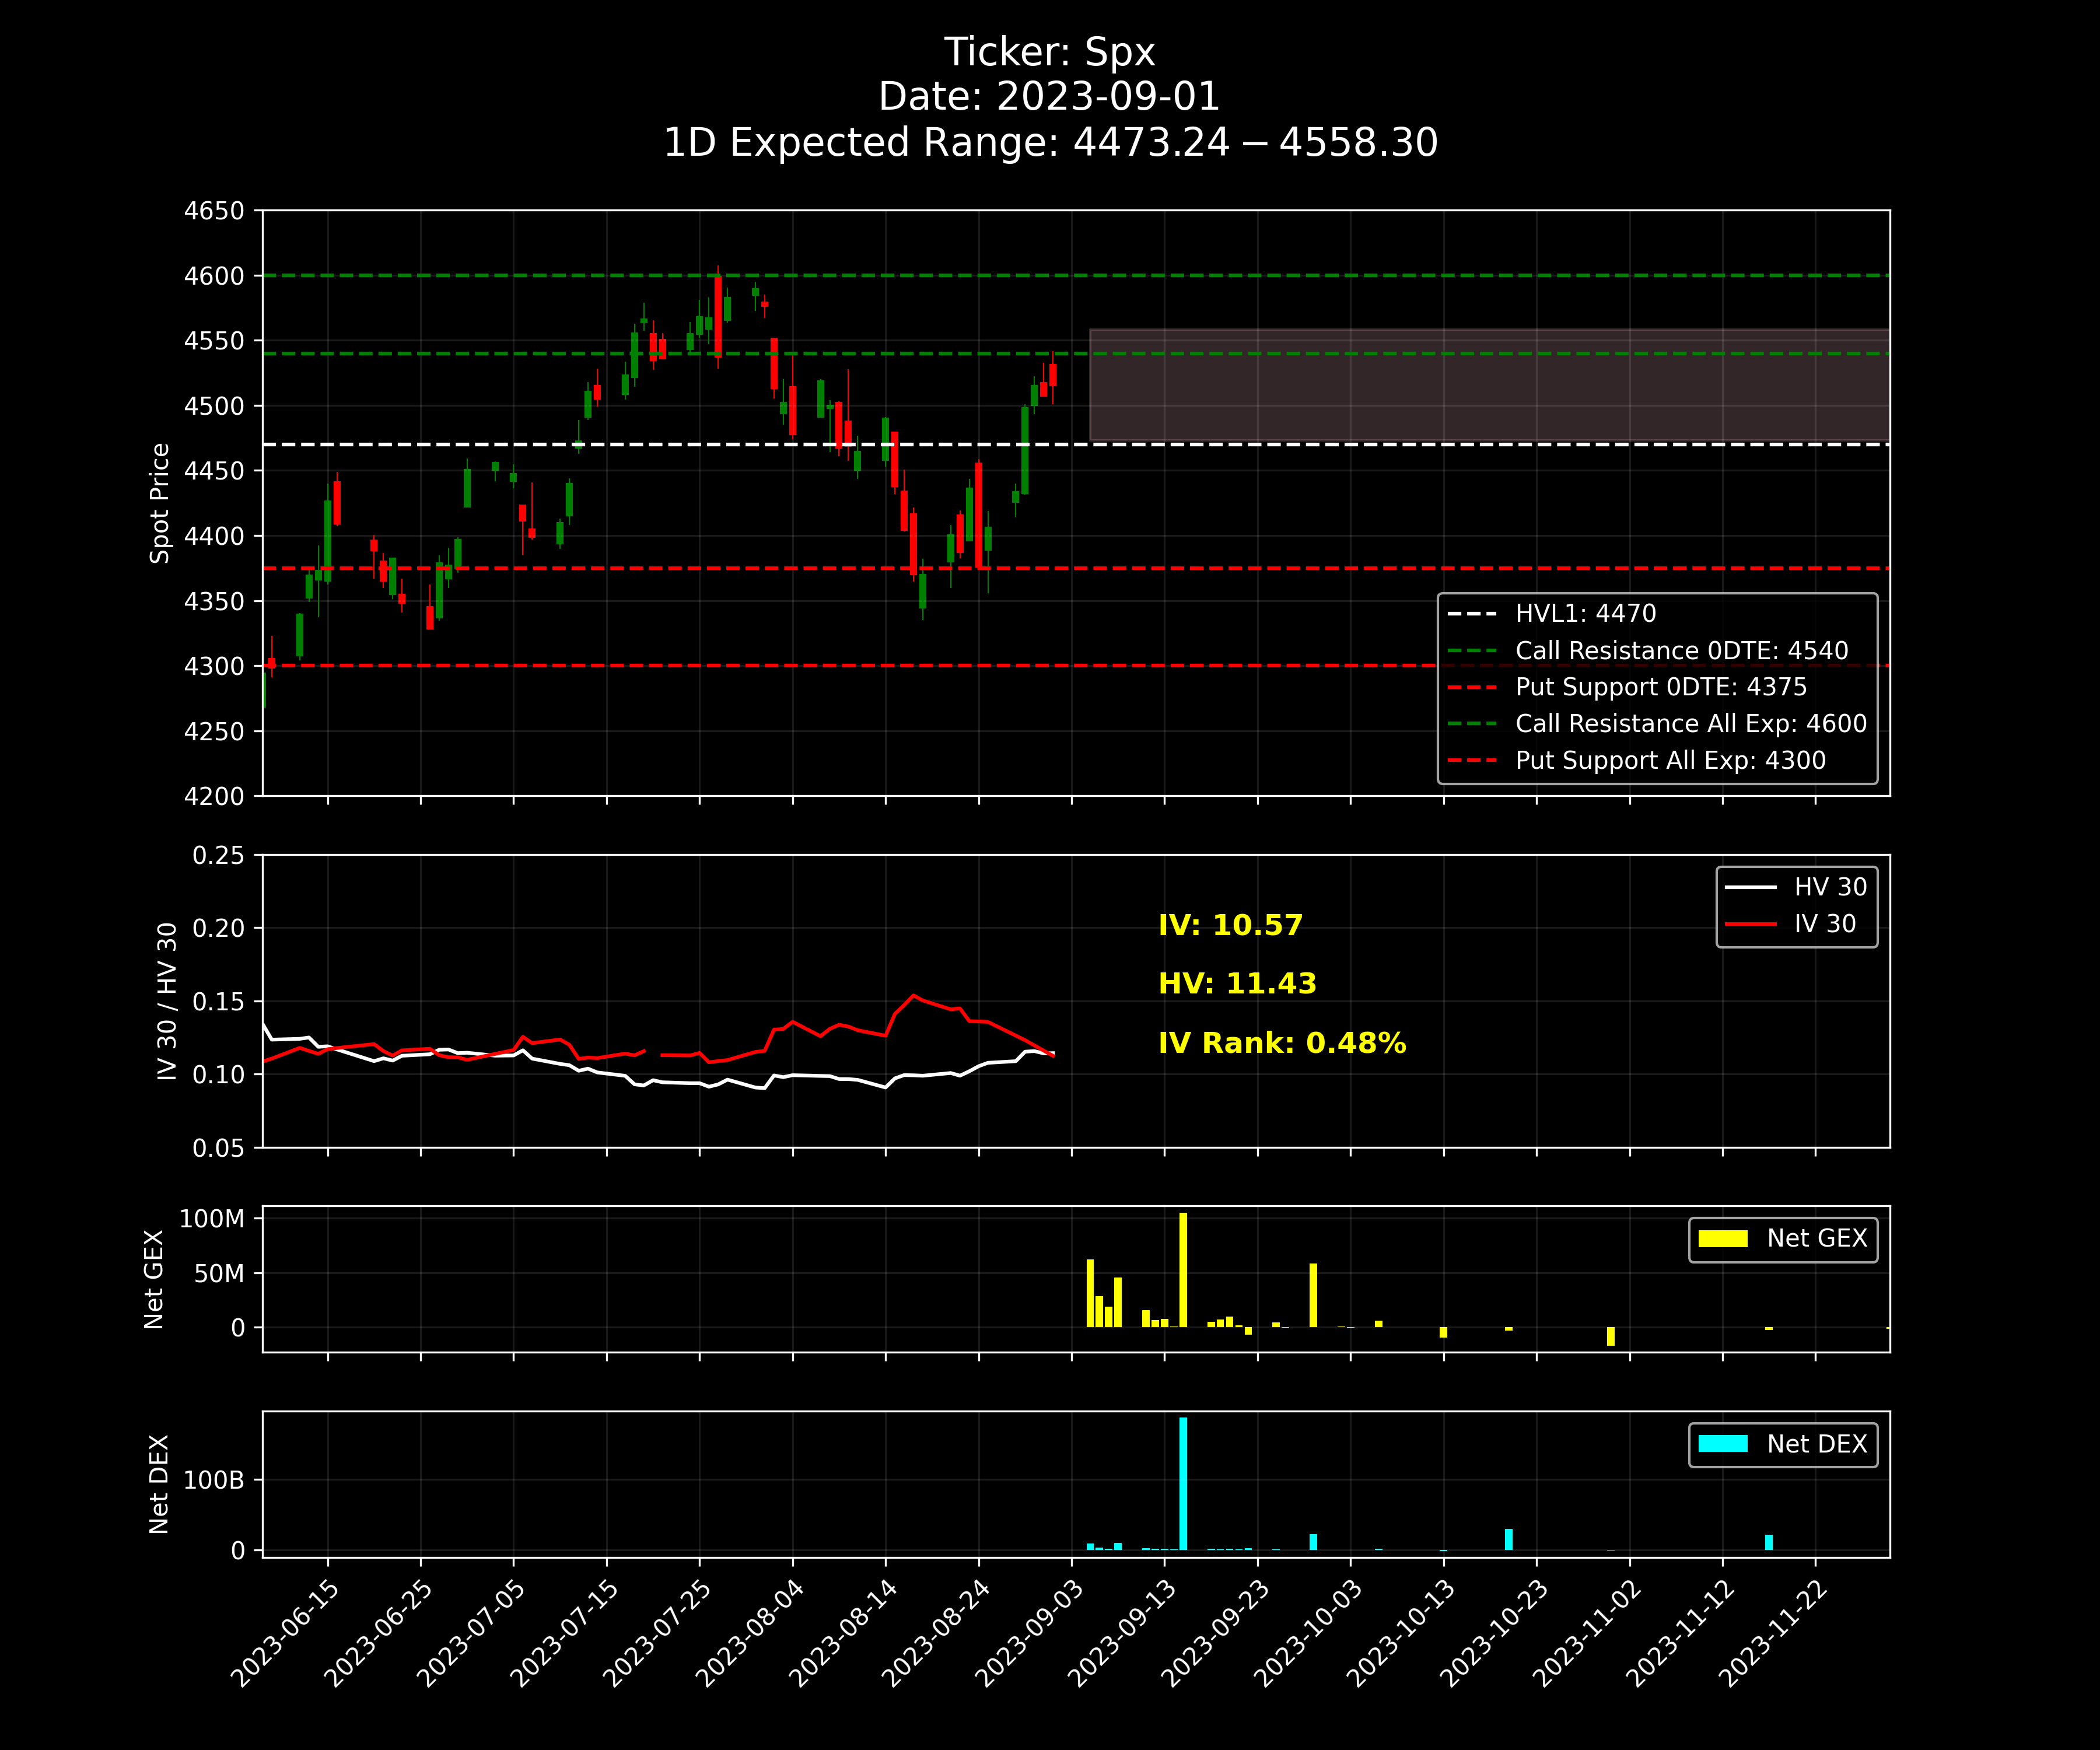 Ticker: Spx
Date: 2023-09-01
1D Expected Range: 4473.24 − 4558.30
Spot Price
4650
4600
4550
4500
4450
4400
4350
4300
4250
4200
HVL1: 4470
Call Resistance 0DTE: 4540
Put Support 0DTE: 4375
Call Resistance All Exp: 4600
Put Support All Exp: 4300
IV 30 / HV 30
0.25
0.20
0.15
0.10
0.05
IV: 10.57
HV: 11.43
IV Rank: 0.48%
HV 30
IV 30
Net GEX
100M
50M
0
Net GEX
Net DEX
100B
0
Net DEX
2023-06-15
2023-06-25
2023-07-05
2023-07-15
2023-07-25
2023-08-04
2023-08-14
2023-08-24
2023-09-03
2023-09-13
2023-09-23
2023-10-03
2023-10-13
2023-10-23
2023-11-02
2023-11-12
2023-11-22